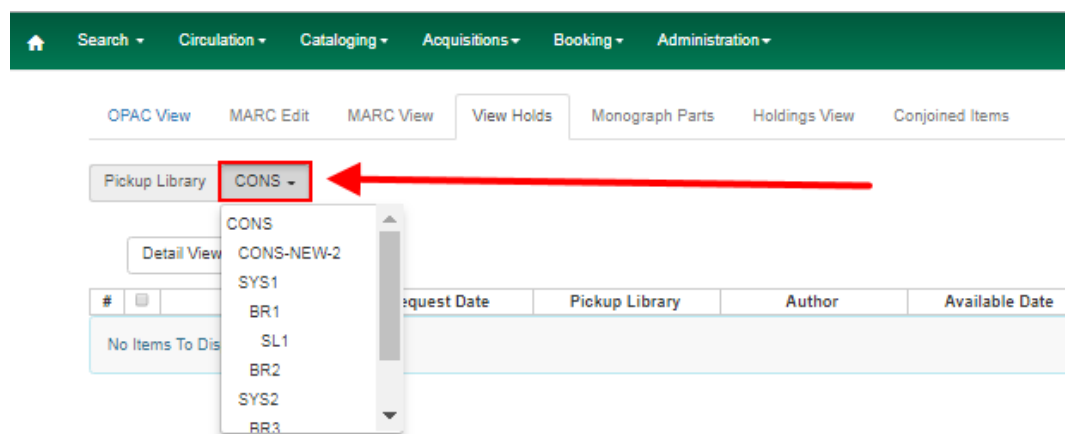 Search Circulation Cataloging Acquisitions Booking Administration
OPAC View MARC Edit MARC View View Holds Monograph Parts Holdings View Conjoined Items
Pickup Library CONS
CONS
Detail View CONS-NEW-2
SYS1
# equest Date Pickup Library Author Available Date
BR1
No Items To Dis SL1
BR2
SYS2
BR3